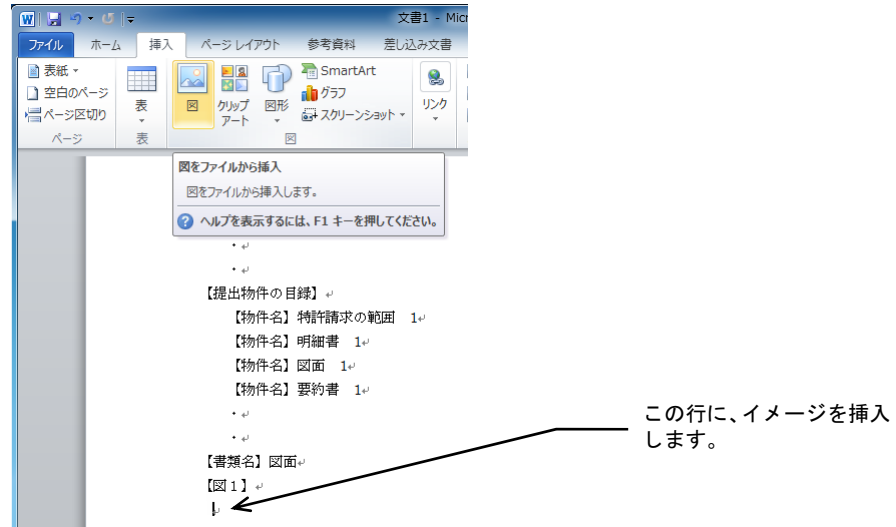 文書1 - Micr
ファイル ホーム 挿入 ページ レイアウト 参考資料 差し込み文書
表紙
空白のページ
ページ区切り
ページ
表
表
図
クリップ
アート
図形
SmartArt
グラフ
スクリーンショット
図
リンク
図をファイルから挿入
図をファイルから挿入します。
ヘルプを表示するには、F1 キーを押してください。
・↵
・↵
【提出物件の目録】↵
【物件名】特許請求の範囲 1↵
【物件名】明細書 1↵
【物件名】図面 1↵
【物件名】要約書 1↵
・↵
・↵
【書類名】図面↵
【図1】↵
↵
この行に、イメージを挿入
します。